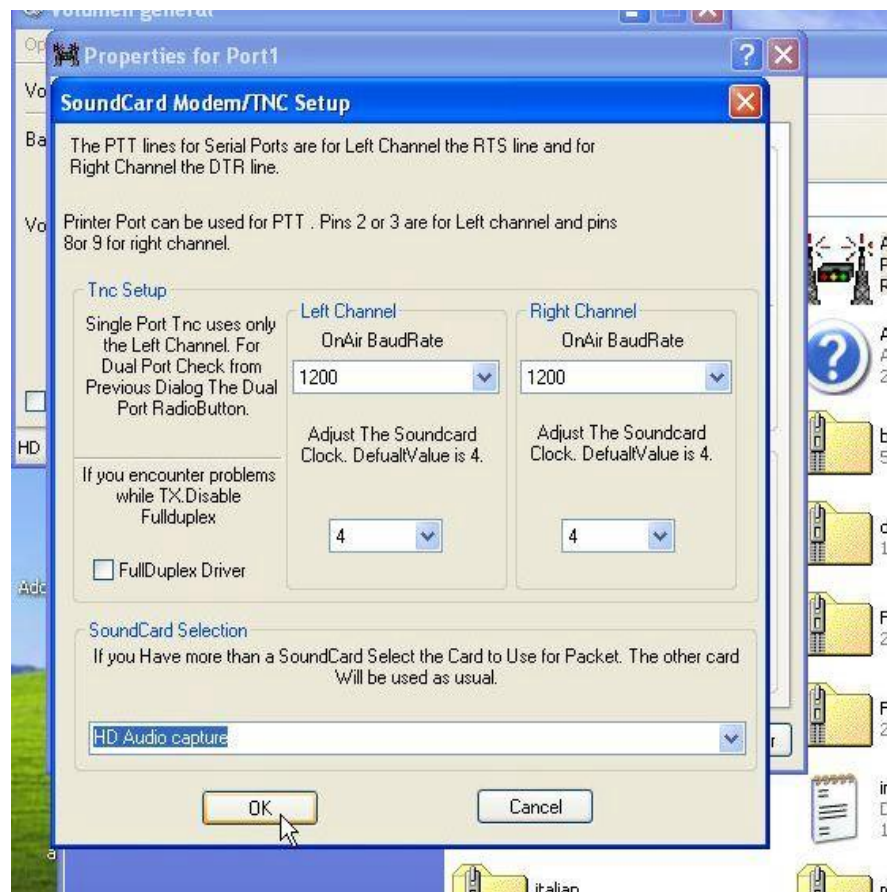 Volumen general
Op
Properties for Port1
Vo
SoundCard Modem/TNC Setup
Ba
The PTT lines for Serial Ports are for Left Channel the RTS line and for
Right Channel the DTR line.
Vo
Printer Port can be used for PTT . Pins 2 or 3 are for Left channel and pins
8or 9 for right channel.
Tnc Setup
Single Port Tnc uses only
the Left Channel. For
Dual Port Check from
Previous Dialog The Dual
Port RadioButton.
If you encounter problems
while TX.Disable
Fullduplex
FullDuplex Driver
Left Channel
OnAir BaudRate
1200
Adjust The Soundcard
Clock. DefualtValue is 4.
4
Right Channel
OnAir BaudRate
1200
Adjust The Soundcard
Clock. DefualtValue is 4.
4
HD
Add
SoundCard Selection
If you Have more than a SoundCard Select the Card to Use for Packet. The other card
Will be used as usual.
HD Audio capture
r
OK
Cancel
a
italian